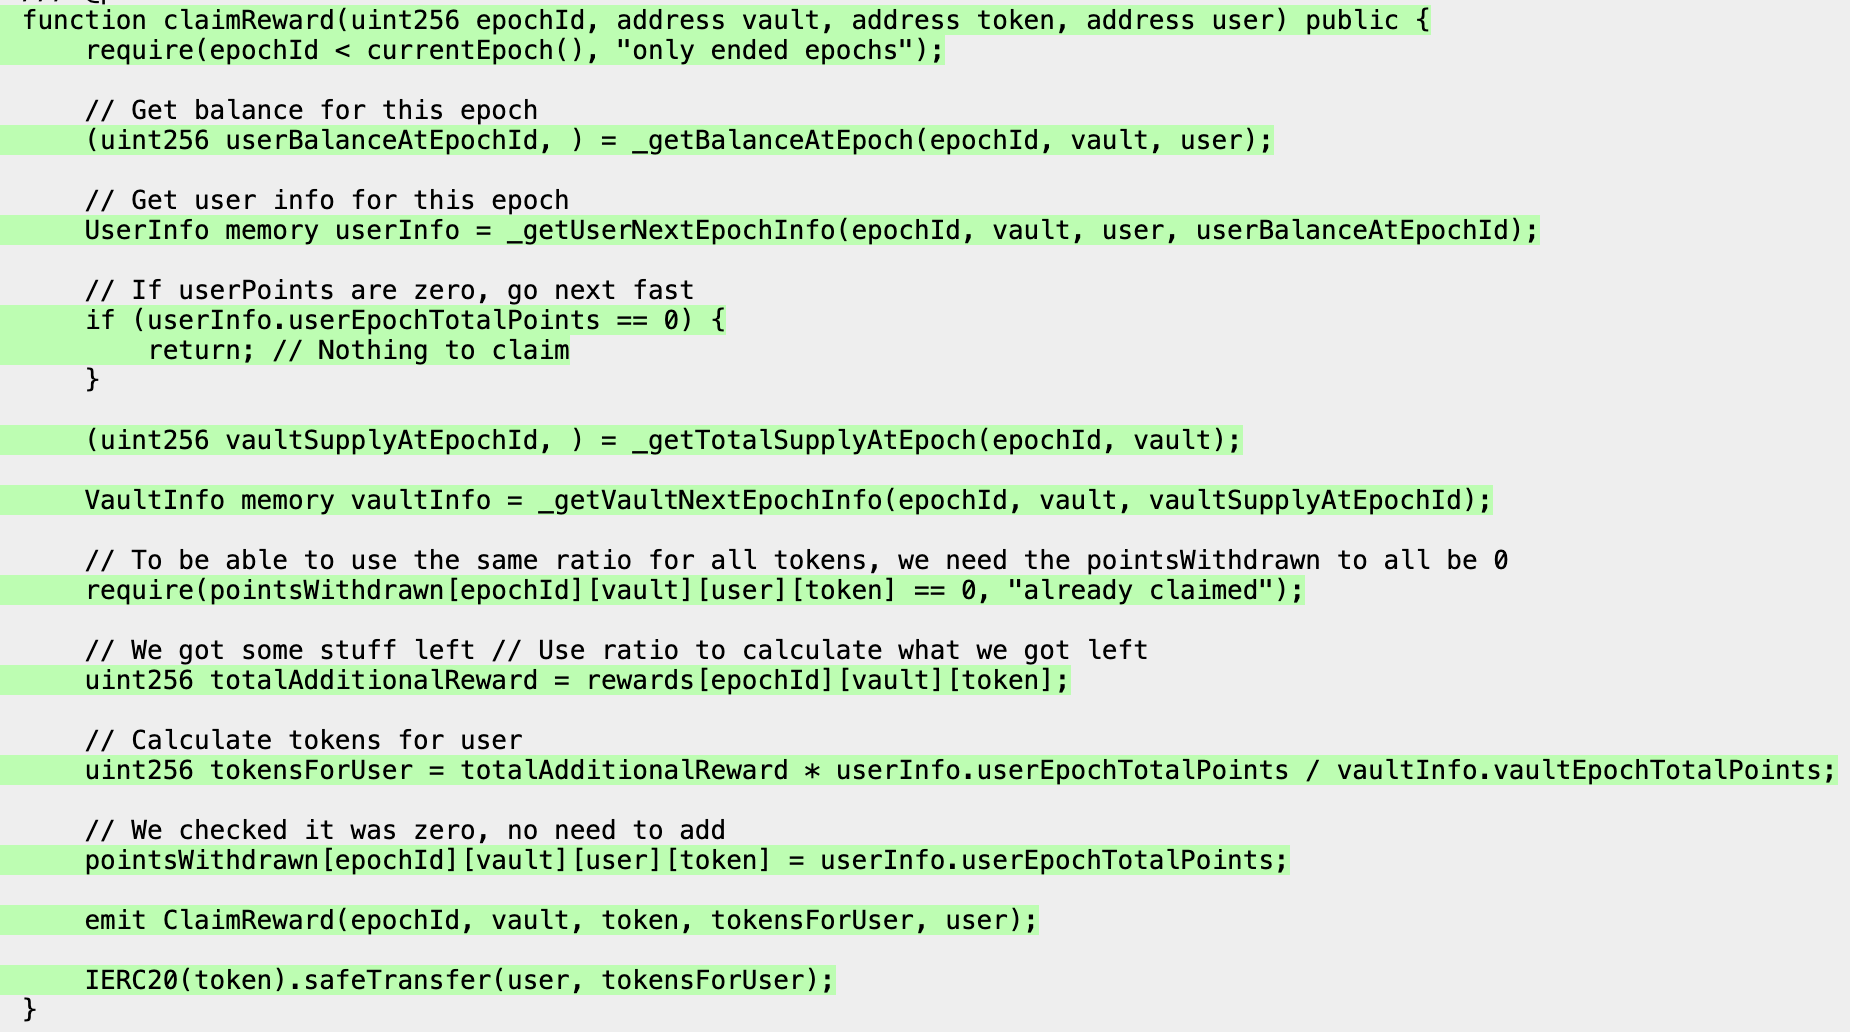 function claimReward(uint256 epochId, address vault, address token, address user) public {
    require(epochId < currentEpoch(), "only ended epochs");

    // Get balance for this epoch
    (uint256 userBalanceAtEpochId, ) = _getBalanceAtEpoch(epochId, vault, user);

    // Get user info for this epoch
    UserInfo memory userInfo = _getUserNextEpochInfo(epochId, vault, user, userBalanceAtEpochId);

    // If userPoints are zero, go next fast
    if (userInfo.userEpochTotalPoints == 0) {
        return; // Nothing to claim
    }

    (uint256 vaultSupplyAtEpochId, ) = _getTotalSupplyAtEpoch(epochId, vault);

    VaultInfo memory vaultInfo = _getVaultNextEpochInfo(epochId, vault, vaultSupplyAtEpochId);

    // To be able to use the same ratio for all tokens, we need the pointsWithdrawn to all be 0
    require(pointsWithdrawn[epochId][vault][user][token] == 0, "already claimed");

    // We got some stuff left // Use ratio to calculate what we got left
    uint256 totalAdditionalReward = rewards[epochId][vault][token];

    // Calculate tokens for user
    uint256 tokensForUser = totalAdditionalReward * userInfo.userEpochTotalPoints / vaultInfo.vaultEpochTotalPoints;

    // We checked it was zero, no need to add
    pointsWithdrawn[epochId][vault][user][token] = userInfo.userEpochTotalPoints;

    emit ClaimReward(epochId, vault, token, tokensForUser, user);

    IERC20(token).safeTransfer(user, tokensForUser);
}